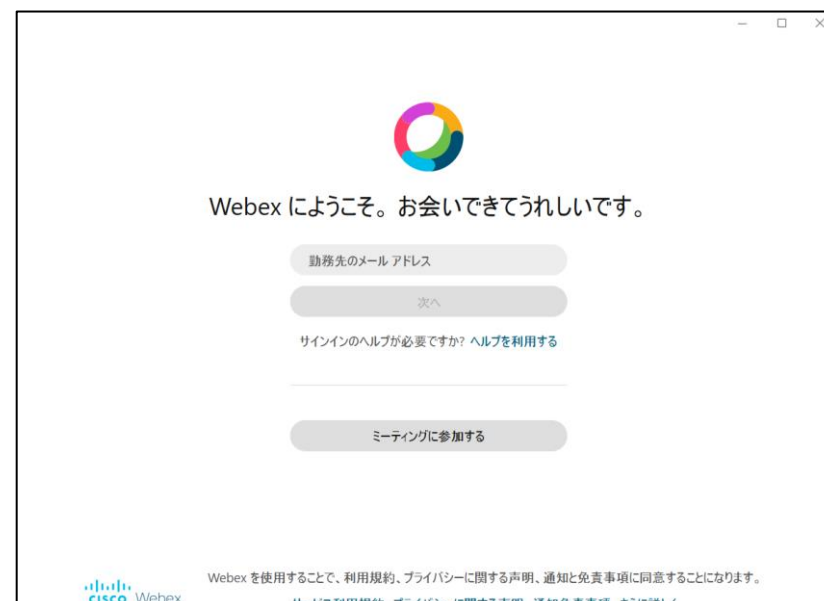 Webex にようこそ。お会いできてうれしいです。
勤務先のメール アドレス
次へ
サインインのヘルプが必要ですか? ヘルプを利用する
ミーティングに参加する
Webex を使用することで、利用規約、プライバシーに関する声明、通知と免責事項に同意することになります。
cisco Webex